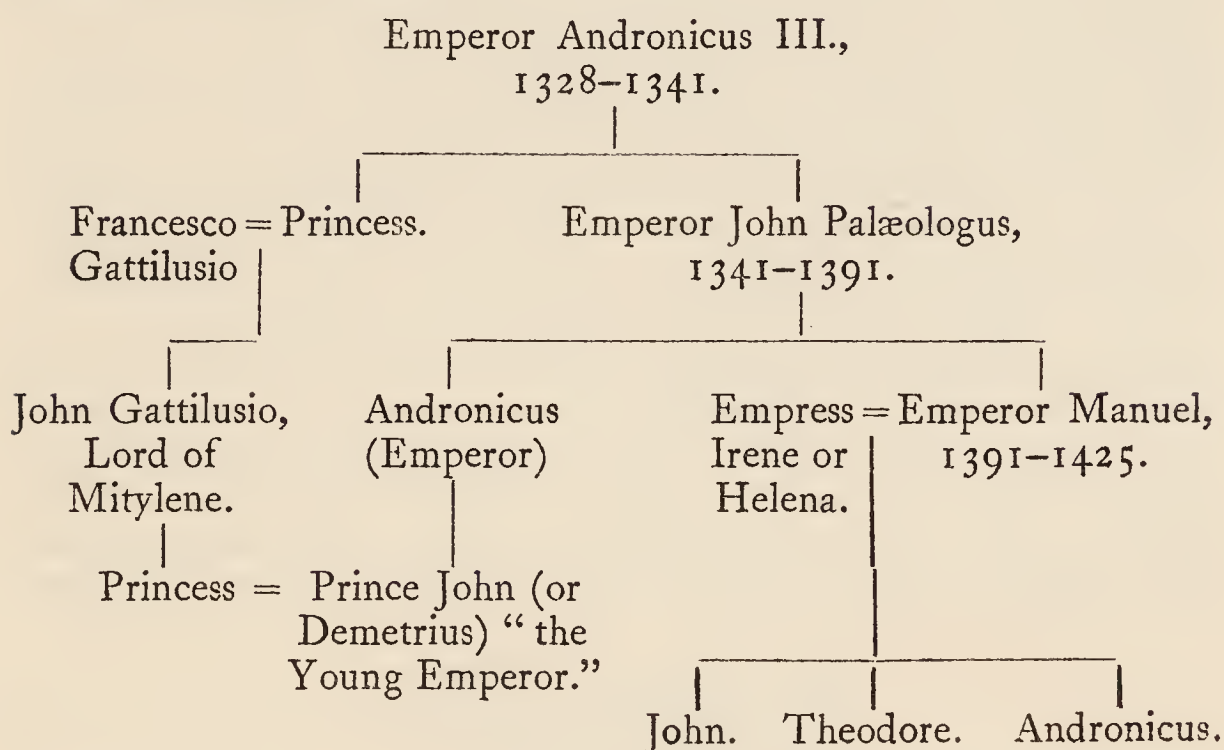 Emperor Andronicus III.,
1328–1341.
Francesco = Princess.
Gattilusio
Emperor John Palæologus,
1341–1391.
John Gattilusio,
Lord of
Mitylene.
Andronicus
(Emperor)
Empress = Emperor Manuel,
Irene or 1391–1425.
Helena.
Princess = Prince John (or
Demetrius) “ the
Young Emperor.”
John. Theodore. Andronicus.